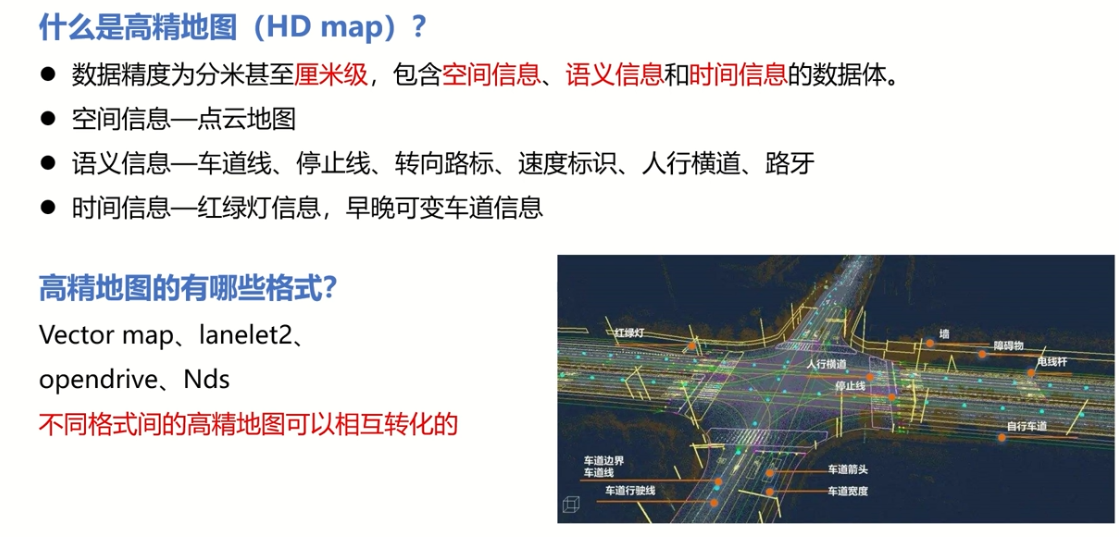 什么是高精地图（HD map）?
● 数据精度为分米甚至厘米级，包含空间信息、语义信息和时间信息的数据体。
● 空间信息—点云地图
● 语义信息—车道线、停止线、转向路标、速度标识、人行横道、路牙
● 时间信息—红绿灯信息，早晚可变车道信息
高精地图的有哪些格式?
Vector map、lanelet2、
opendrive、Nds
不同格式间的高精地图可以相互转化的
红绿灯
墙
障碍物
电线杆
人行横道
停止线
自行车道
车道边界
车道线
车道行驶线
车道箭头
车道宽度